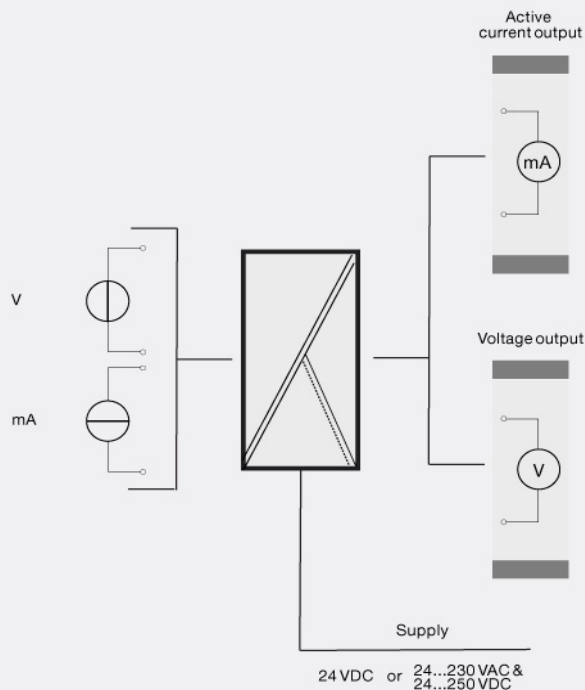 Active
current output
mA
V
mA
Voltage output
V
Supply
24 VDC or 24...230 VAC &
24...250 VDC